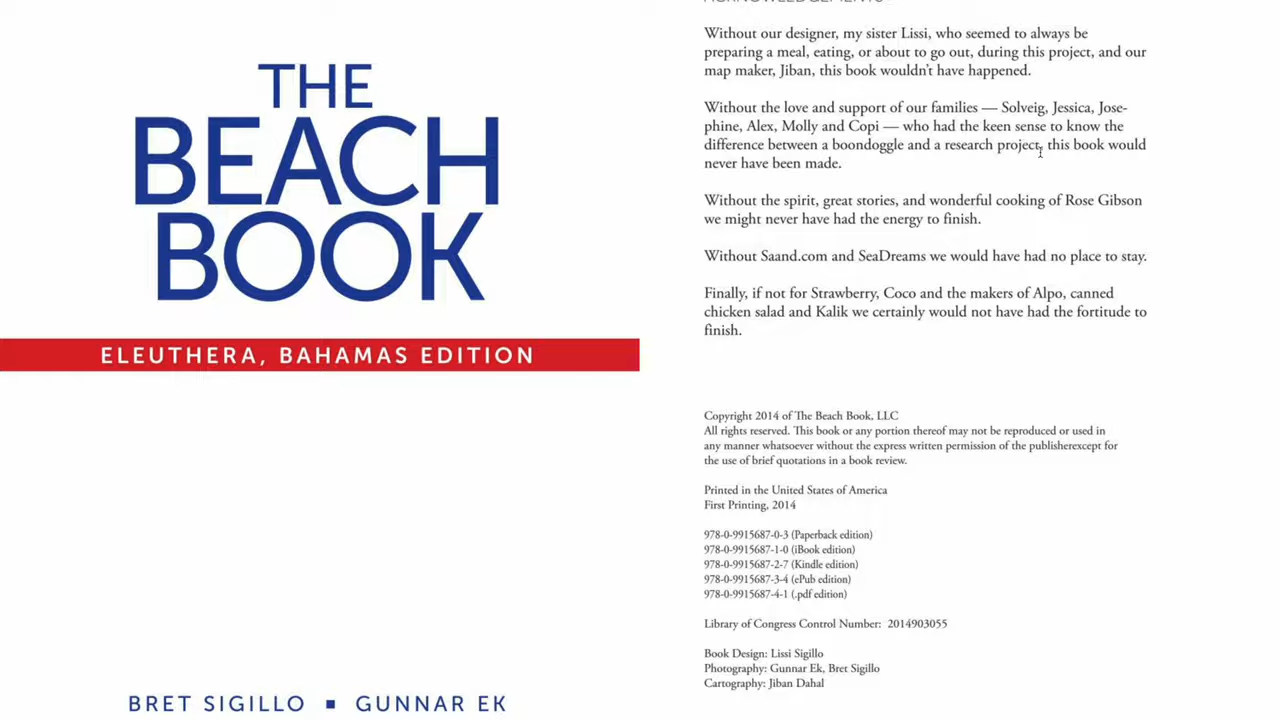 THE
BEACH
BOOK
ELEUTHERA, BAHAMAS EDITION
BRET SIGILLO ▪ GUNNAR EK
ACKNOWLEDGEMENTS
Without our designer, my sister Lissi, who seemed to always be
preparing a meal, eating, or about to go out, during this project, and our
map maker, Jiban, this book wouldn't have happened.
Without the love and support of our families — Solveig, Jessica, Jose-
phine, Alex, Molly and Copi — who had the keen sense to know the
difference between a boondoggle and a research project, this book would
never have been made.
Without the spirit, great stories, and wonderful cooking of Rose Gibson
we might never have had the energy to finish.
Without Saand.com and SeaDreams we would have had no place to stay.
Finally, if not for Strawberry, Coco and the makers of Alpo, canned
chicken salad and Kalik we certainly would not have had the fortitude to
finish.
Copyright 2014 of The Beach Book, LLC
All rights reserved. This book or any portion thereof may not be reproduced or used in
any manner whatsoever without the express written permission of the publisherexcept for
the use of brief quotations in a book review.
Printed in the United States of America
First Printing, 2014
978-0-9915687-0-3 (Paperback edition)
978-0-9915687-1-0 (iBook edition)
978-0-9915687-2-7 (Kindle edition)
978-0-9915687-3-4 (ePub edition)
978-0-9915687-4-1 (.pdf edition)
Library of Congress Control Number: 2014903055
Book Design: Lissi Sigillo
Photography: Gunnar Ek, Bret Sigillo
Cartography: Jiban Dahal